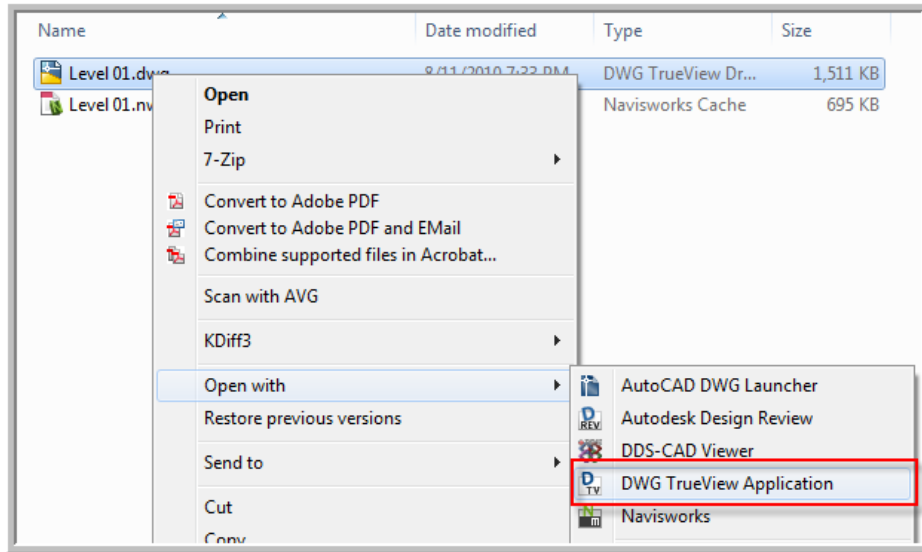 Name Date modified Type Size
Level 01.dwg 8/11/2010 7:33 PM DWG TrueView Dr... 1,511 KB
Level 01.nw Navisworks Cache 695 KB
Open
Print
7-Zip
Convert to Adobe PDF
Convert to Adobe PDF and EMail
Combine supported files in Acrobat...
Scan with AVG
KDiff3
Open with
AutoCAD DWG Launcher
Restore previous versions
Autodesk Design Review
DDS-CAD Viewer
Send to
DWG TrueView Application
Cut
Navisworks
Copy